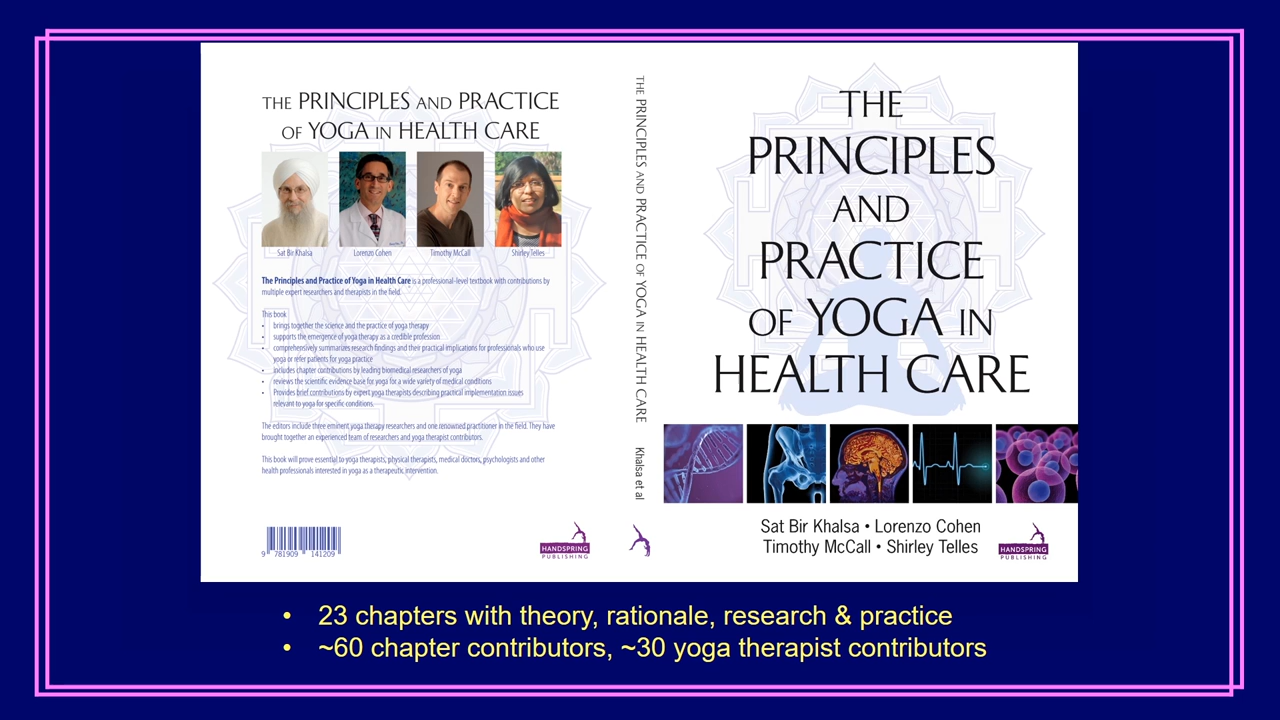 THE PRINCIPLES AND PRACTICE
OF YOGA IN HEALTH CARE
Sat Bir Khalsa
Lorenzo Cohen
Timothy McCall
Shirley Telles
The Principles and Practice of Yoga in Health Care is a professional-level textbook with contributions by
multiple expert researchers and therapists in the field.
This book
• brings together the science and the practice of yoga therapy
• supports the emergence of yoga therapy as a credible profession
• comprehensively summarizes research findings and their practical implications for professionals who use
yoga or refer patients for yoga practice
• includes chapter contributions by leading biomedical researchers of yoga
• reviews the scientific evidence base for yoga for a wide variety of medical conditions
• Provides brief contributions by expert yoga therapists describing practical implementation issues
relevant to yoga for specific conditions.
The editors include three eminent yoga therapy researchers and one renowned practitioner in the field. They have
brought together an experienced team of researchers and yoga therapist contributors.
This book will prove essential to yoga therapists, physical therapists, medical doctors, psychologists and other
health professionals interested in yoga as a therapeutic intervention.
9 781909 141209
HANDSPRING
PUBLISHING
THE PRINCIPLES AND PRACTICE OF YOGA IN HEALTH CARE
Khalsa et al
THE
PRINCIPLES
AND
PRACTICE
OF YOGA IN
HEALTH CARE
Sat Bir Khalsa • Lorenzo Cohen
Timothy McCall • Shirley Telles
HANDSPRING
PUBLISHING
• 23 chapters with theory, rationale, research & practice
• ~60 chapter contributors, ~30 yoga therapist contributors